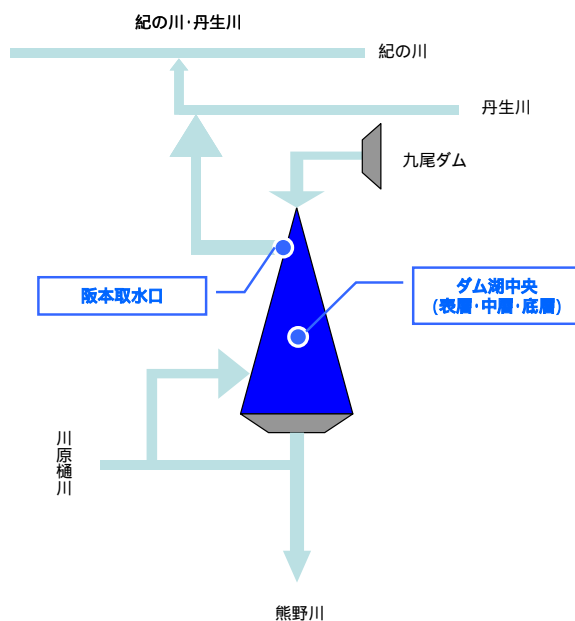 紀の川･丹生川
紀の川
丹生川
九尾ダム
阪本取水口
ダム湖中央
(表層･中層･底層)
川原樋川
熊野川